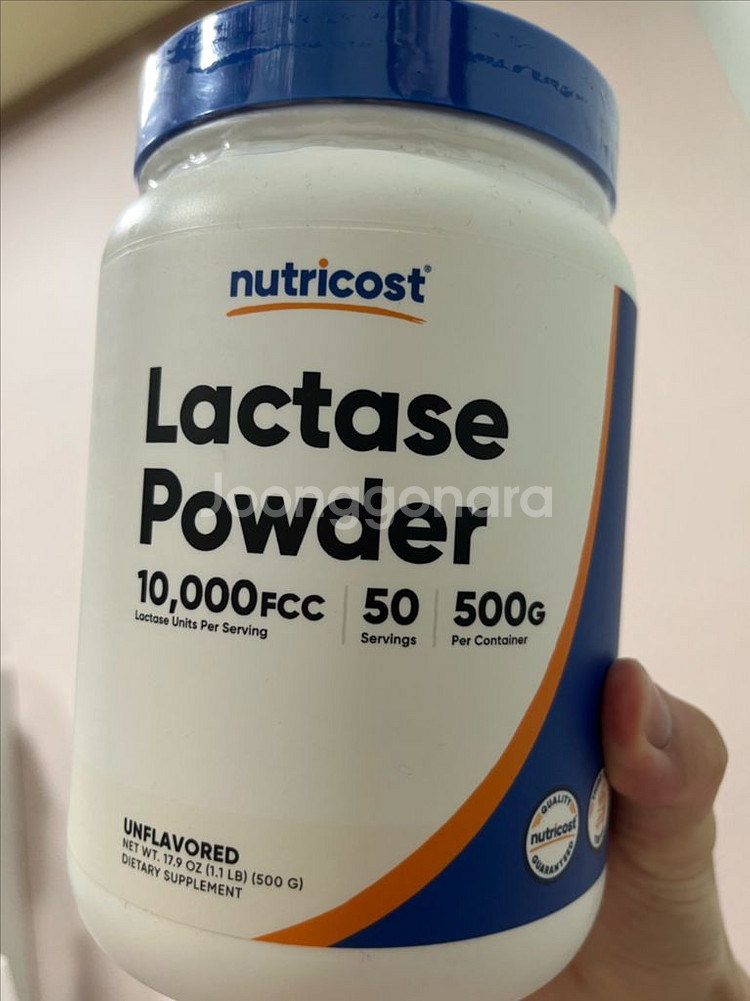 nutricost®
Lactase
Powder
Joonggonara
10,000FCC
Lactase Units Per Serving
50
Servings
500G
Per Container
UNFLAVORED
NET WT. 17.9 OZ (1.1 LB) (500 G)
DIETARY SUPPLEMENT
QUALITY
nutricost
GUARANTEED